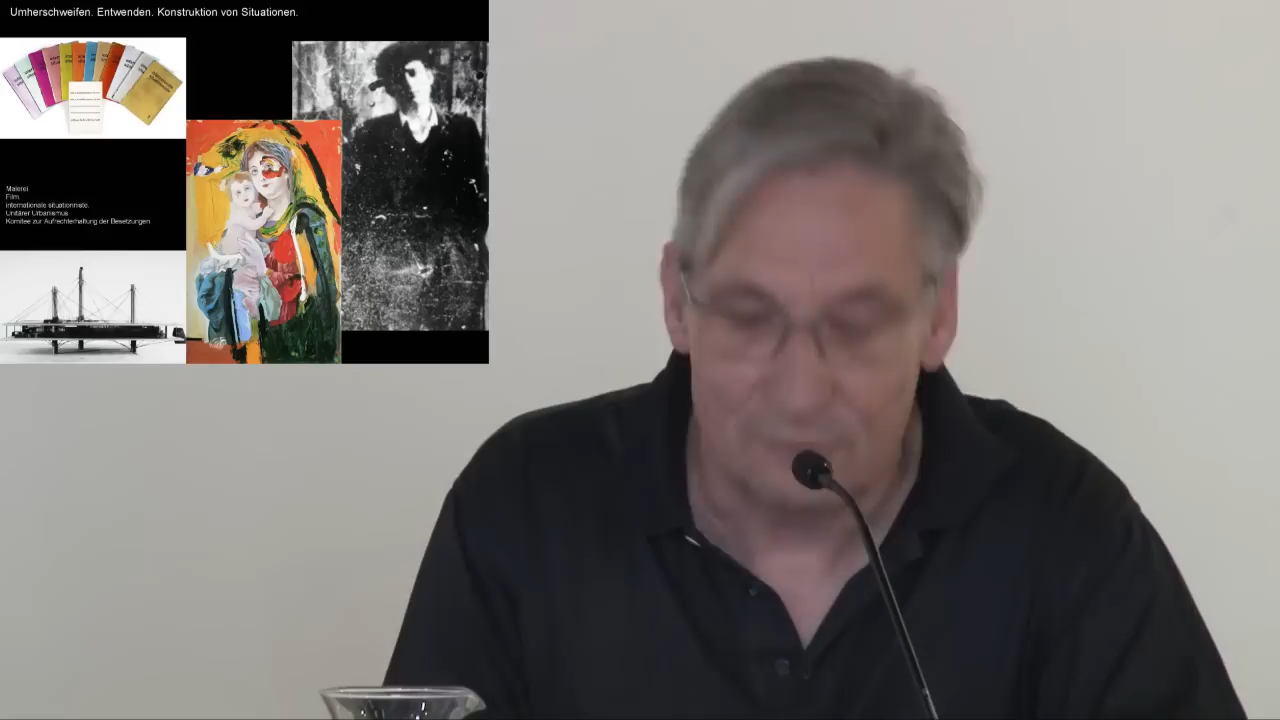 Umherschweifen. Entwenden. Konstruktion von Situationen.
Malerei
Film.
internationale situationniste.
Unitärer Urbanismus
Komitee zur Aufrechterhaltung der Besetzungen